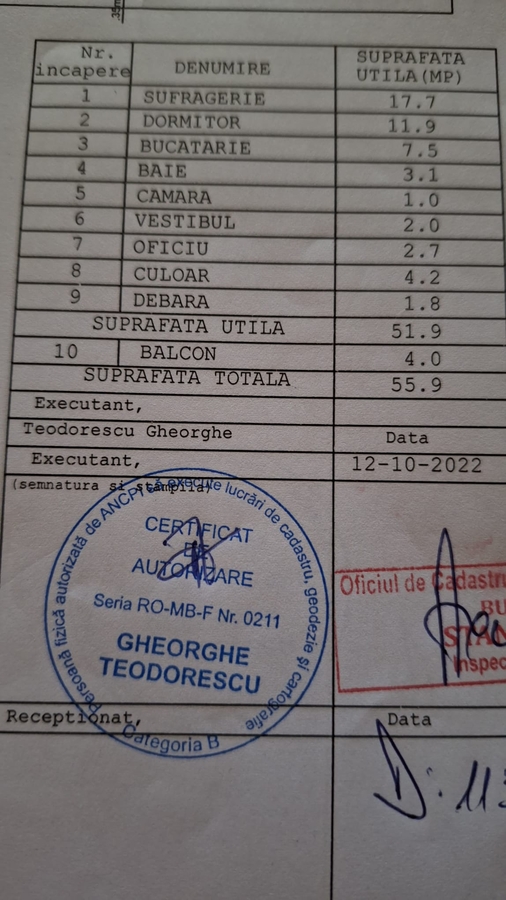 Nr. incapere DENUMIRE SUPRAFATA UTILA(MP)
1 SUFRAGERIE 17.7
2 DORMITOR 11.9
3 BUCATARIE 7.5
4 BAIE 3.1
5 CAMARA 1.0
6 VESTIBUL 2.0
7 OFICIU 2.7
8 CULOAR 4.2
9 DEBARA 1.8
SUPRAFATA UTILA 51.9
10 BALCON 4.0
SUPRAFATA TOTALA 55.9
Executant,
Teodorescu Gheorghe Data
Executant, 12-10-2022
(semnatura si stampila)
Persoană fizică autorizată de ANCPI să execute lucrări de cadastru, geodezie și cartografie
CERTIFICAT
DE
AUTORIZARE
Seria RO-MB-F Nr. 0211
GHEORGHE
TEODORESCU
Categoria B
Oficiul de Cadastru
BU
STAN
Inspec
Receptionat, Data